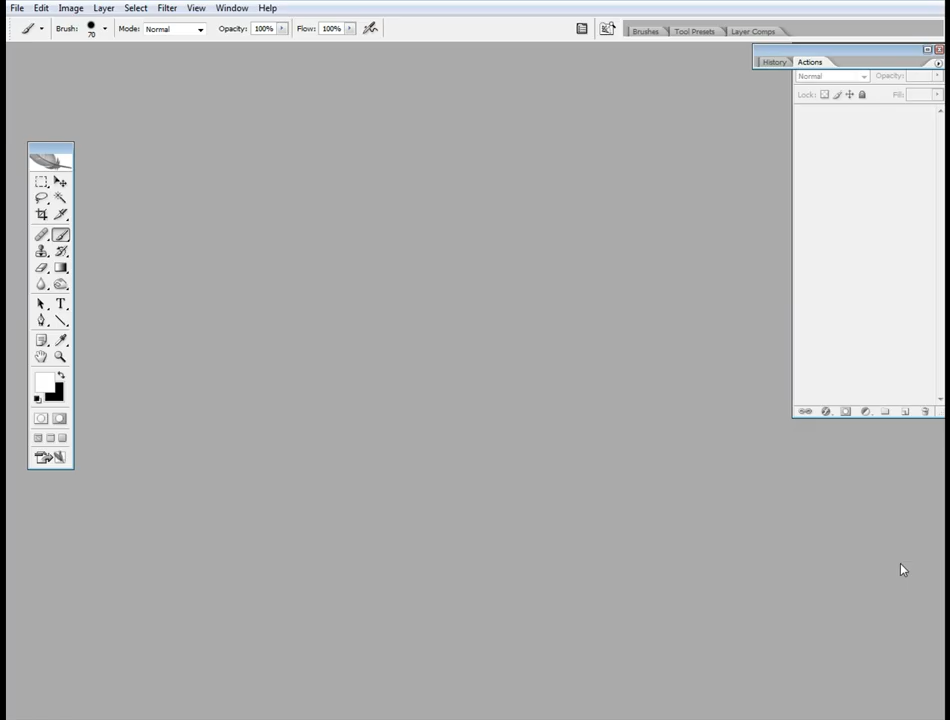 File Edit Image Layer Select Filter View Window Help
Brush: 70 Mode: Normal Opacity: 100% Flow: 100% Brushes Tool Presets Layer Comps
History Actions
Normal Opacity:
Lock: Fill:
T